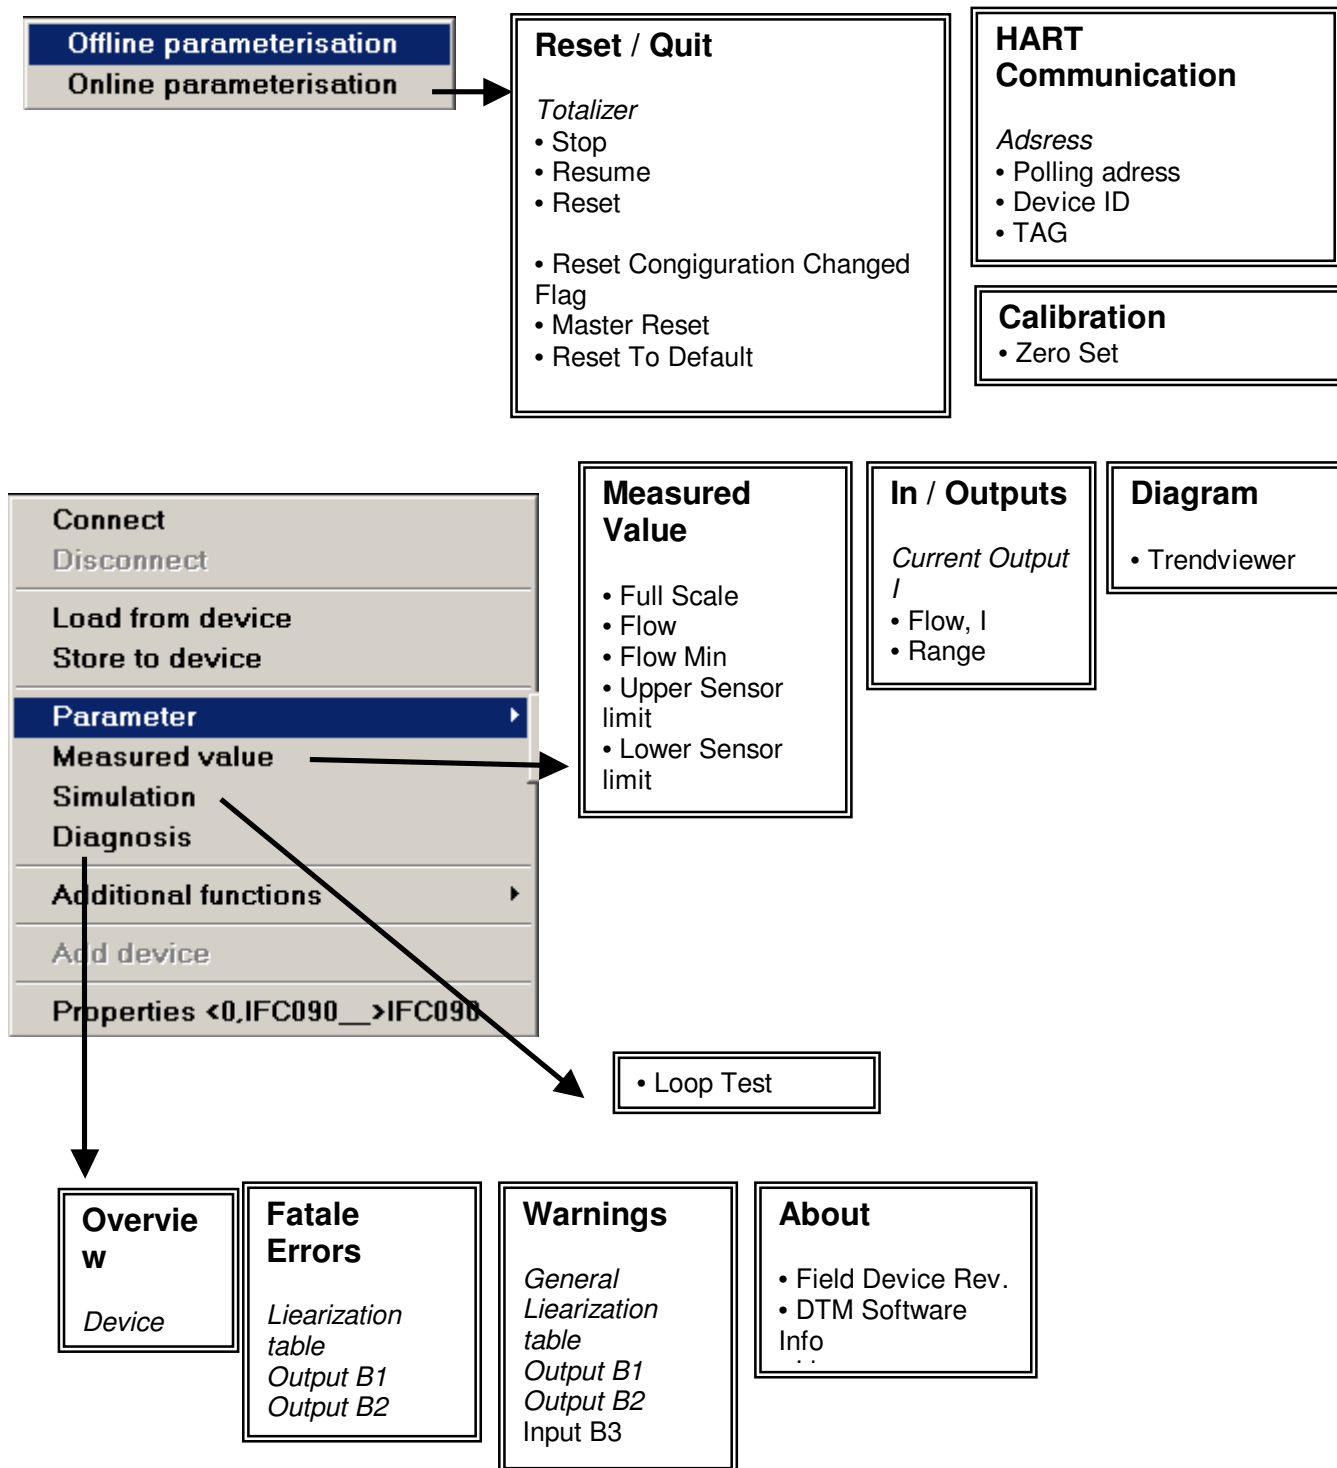 Offline parameterisation
Online parameterisation
Reset / Quit
Totalizer
• Stop
• Resume
• Reset
• Reset Congiguration Changed
Flag
• Master Reset
• Reset To Default
HART
Communication
Adsress
• Polling adress
• Device ID
• TAG
Calibration
• Zero Set
Connect
Disconnect
Load from device
Store to device
Parameter
Measured value
Simulation
Diagnosis
Additional functions
Add device
Properties <0,IFC090__>IFC090
Measured
Value
• Full Scale
• Flow
• Flow Min
• Upper Sensor
limit
• Lower Sensor
limit
In / Outputs
Current Output
I
• Flow, I
• Range
Diagram
• Trendviewer
• Loop Test
Overvie
w
Device
Fatale
Errors
Liearization
table
Output B1
Output B2
Warnings
General
Liearization
table
Output B1
Output B2
Input B3
About
• Field Device Rev.
• DTM Software
Info